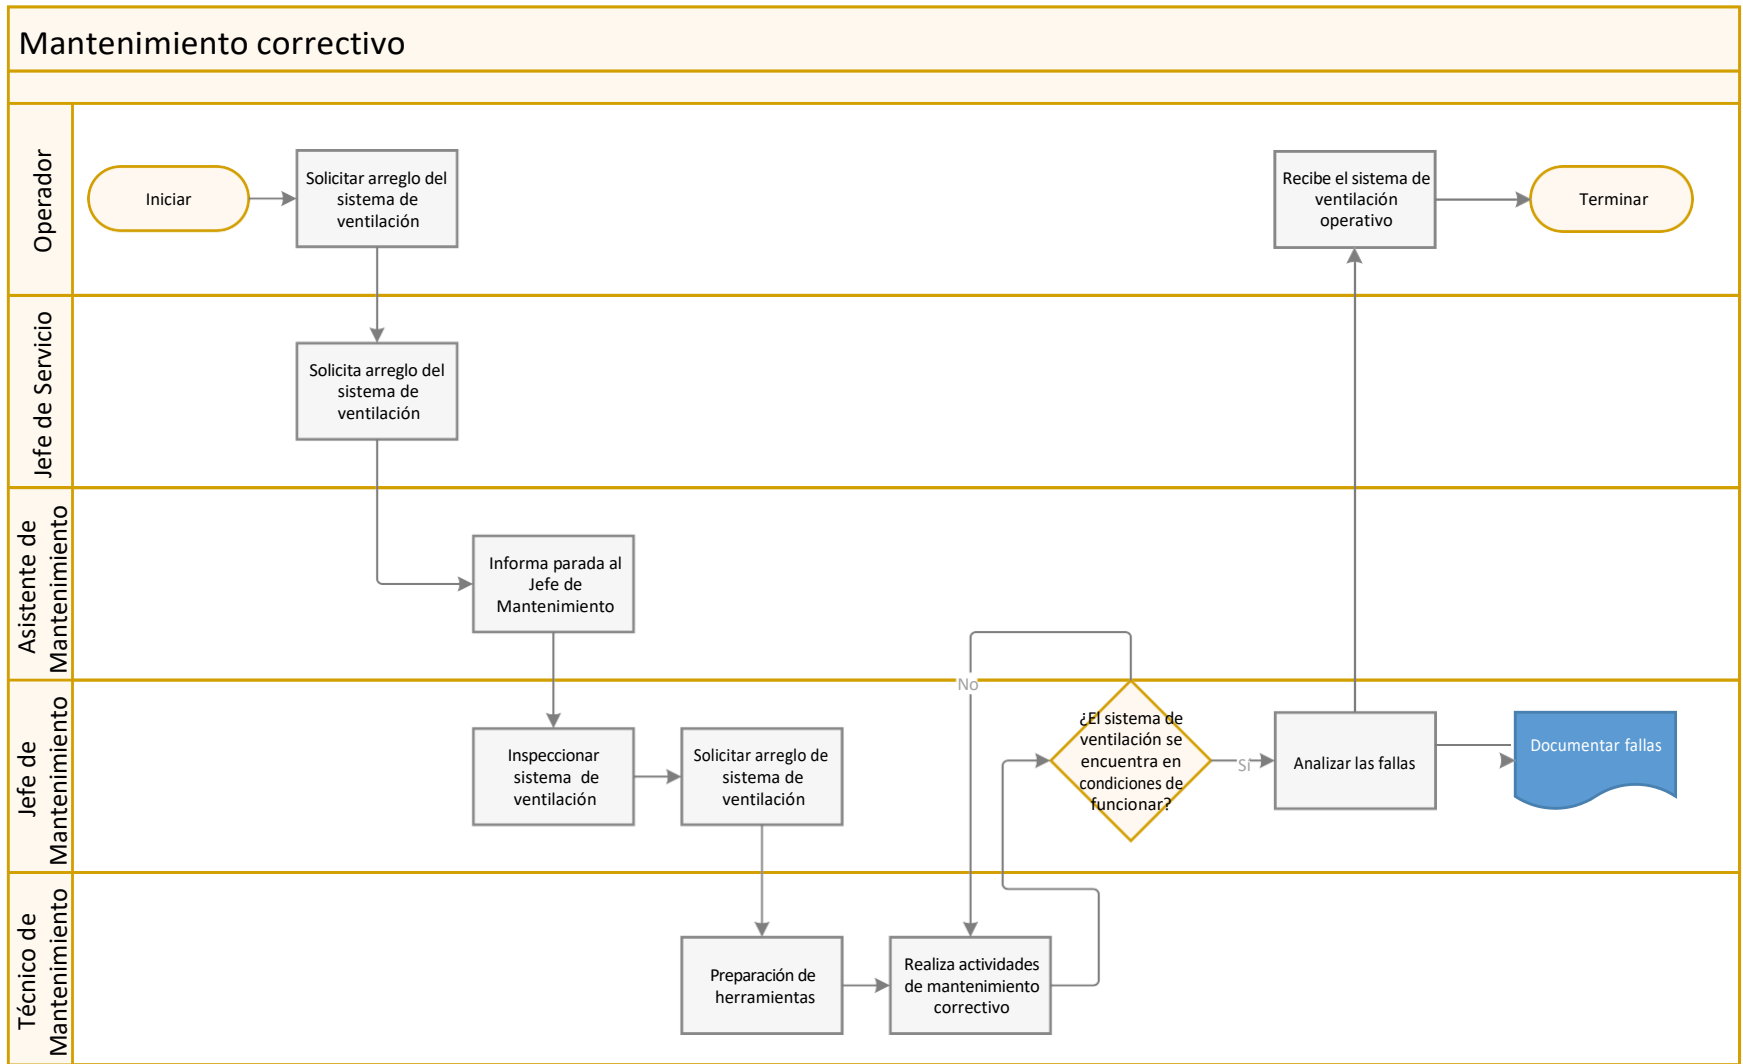 Mantenimiento correctivo
Operador
Iniciar
Solicitar arreglo del
sistema de
ventilación
Recibe el sistema de
ventilación
operativo
Terminar
Jefe de Servicio
Solicita arreglo del
sistema de
ventilación
Asistente de
Mantenimiento
Informa parada al
Jefe de
Mantenimiento
Jefe de
Mantenimiento
Inspeccionar
sistema de
ventilación
Solicitar arreglo de
sistema de
ventilación
No
¿El sistema de
ventilación se
encuentra en
condiciones de
funcionar?
Sí
Analizar las fallas
Documentar fallas
Técnico de
Mantenimiento
Preparación de
herramientas
Realiza actividades
de mantenimiento
correctivo